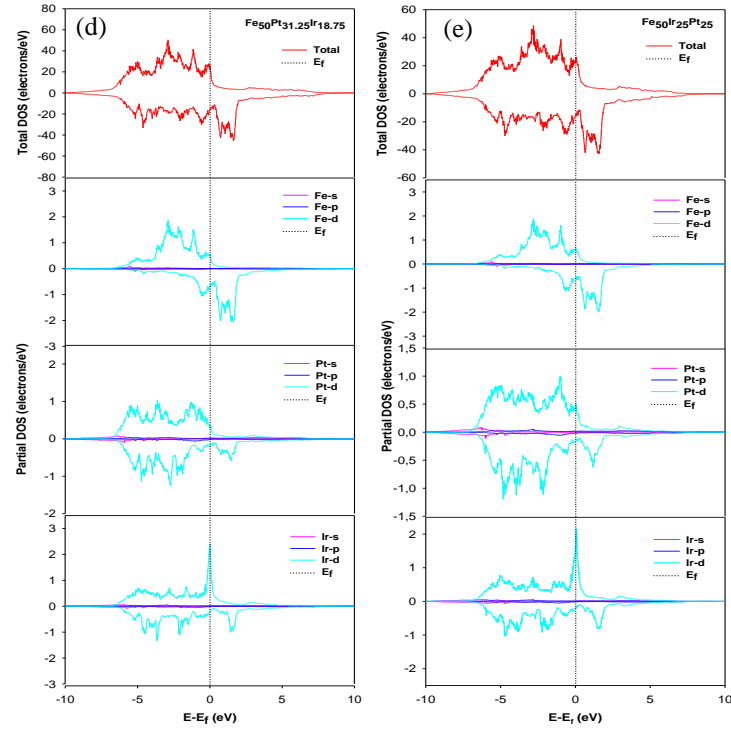 (d)
Fe50Pt31.25Ir18.75
Total
Ef
Total DOS (electrons/eV)
80
60
40
20
0
-20
-40
-60
-80
Fe-s
Fe-p
Fe-d
Ef
3
2
1
0
-1
-2
-3
Pt-s
Pt-p
Pt-d
Ef
Partial DOS (electrons/eV)
2
1
0
-1
-2
Ir-s
Ir-p
Ir-d
Ef
3
2
1
0
-1
-2
-3
-10
-5
0
5
10
E-Ef (eV)
(e)
Fe50Ir25Pt25
Total
Ef
Total DOS (electrons/eV)
60
40
20
0
-20
-40
-60
Fe-s
Fe-p
Fe-d
Ef
3
2
1
0
-1
-2
-3
Pt-s
Pt-p
Pt-d
Ef
Partial DOS (electrons/eV)
1,5
1,0
0,5
0,0
-0,5
-1,0
-1,5
Ir-s
Ir-p
Ir-d
Ef
2
1
0
-1
-2
-10
-5
0
5
10
E-Ef (eV)